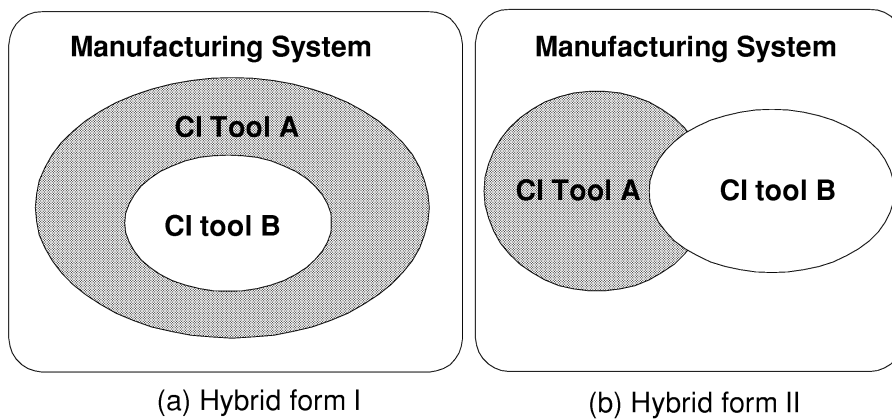 Manufacturing System
CI Tool A
CI tool B
(a) Hybrid form I
Manufacturing System
CI Tool A
CI tool B
(b) Hybrid form II